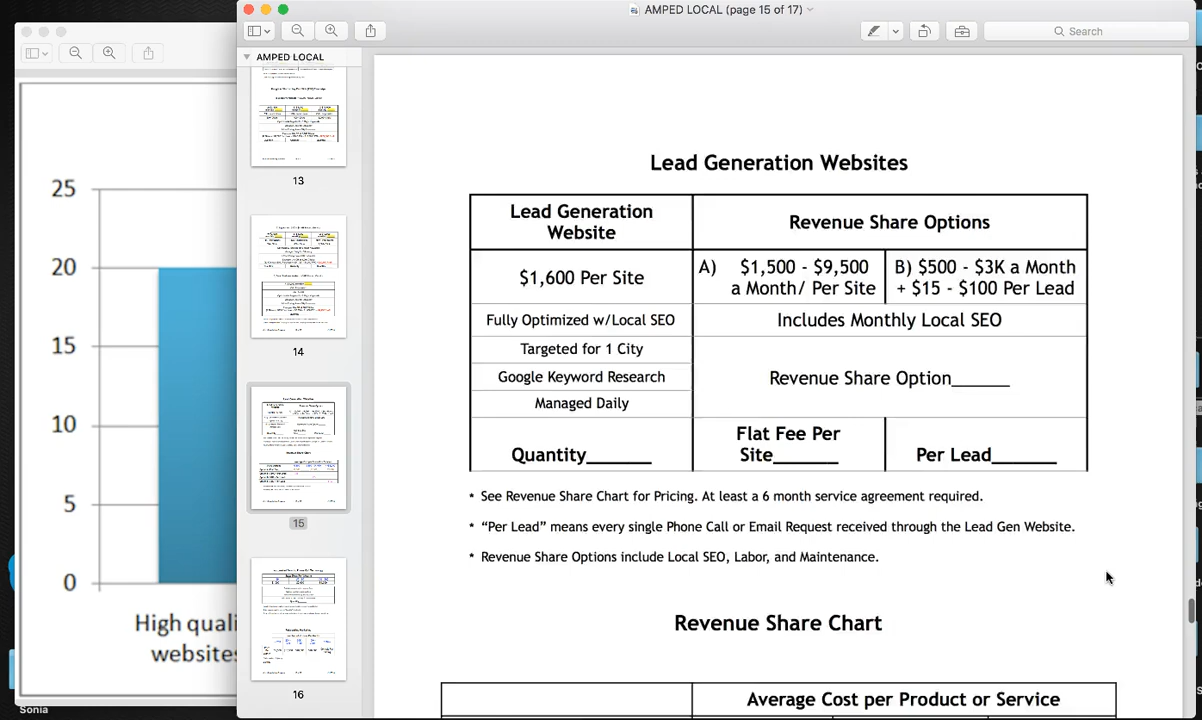 AMPED LOCAL (page 15 of 17)
Search
AMPED LOCAL
13
14
15
16
25
20
15
10
5
0
High quali
websites
Sonia
Lead Generation Websites
Lead Generation
Website
Revenue Share Options
$1,600 Per Site
A) $1,500 - $9,500
a Month/ Per Site
B) $500 - $3K a Month
+ $15 - $100 Per Lead
Fully Optimized w/Local SEO
Includes Monthly Local SEO
Targeted for 1 City
Google Keyword Research
Revenue Share Option______
Managed Daily
Quantity_______
Flat Fee Per
Site_______
Per Lead_______
* See Revenue Share Chart for Pricing. At least a 6 month service agreement required.
* “Per Lead” means every single Phone Call or Email Request received through the Lead Gen Website.
* Revenue Share Options include Local SEO, Labor, and Maintenance.
Revenue Share Chart
Average Cost per Product or Service